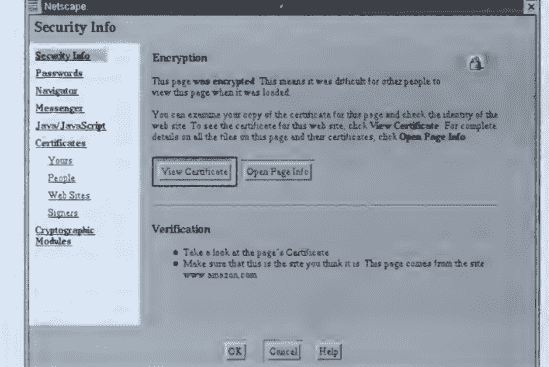 Netscape
Security Info
Security Info
Passwords
Navigator
Messenger
Java/JavaScript
Certificates
Yours
People
Web Sites
Signers
Cryptographic
Modules
Encryption
This page was encrypted. This means it was difficult for other people to
view this page when it was loaded.
You can examine your copy of the certificate for this page and check the identity of the
web site. To see the certificate for this web site, click View Certificate. For complete
details on all the files on this page and their certificates, click Open Page Info.
View Certificate
Open Page Info
Verification
Take a look at the page's Certificate.
Make sure that this is the site you think it is. This page comes from the site
www.amazon.com
OK
Cancel
Help